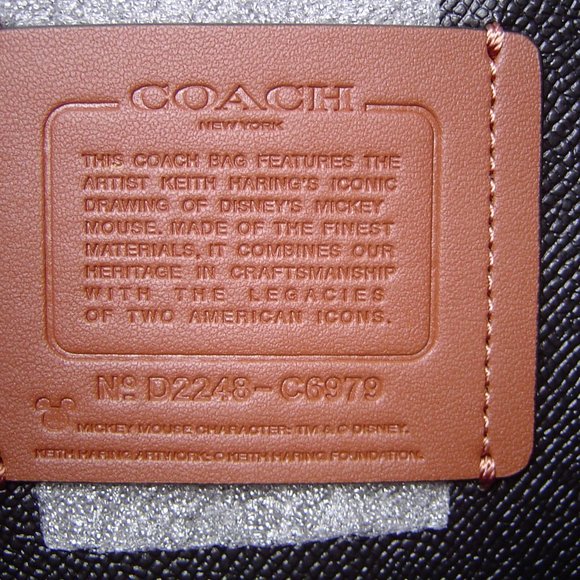 COACH
NEW YORK
THIS COACH BAG FEATURES THE
ARTIST KEITH HARING'S ICONIC
DRAWING OF DISNEY'S MICKEY
MOUSE. MADE OF THE FINEST
MATERIALS, IT COMBINES OUR
HERITAGE IN CRAFTSMANSHIP
WITH THE LEGACIES
OF TWO AMERICAN ICONS.
Nº D2248-C6979
MICKEY MOUSE CHARACTER: TM & © DISNEY.
KEITH HARING ARTWORK: © KEITH HARING FOUNDATION.